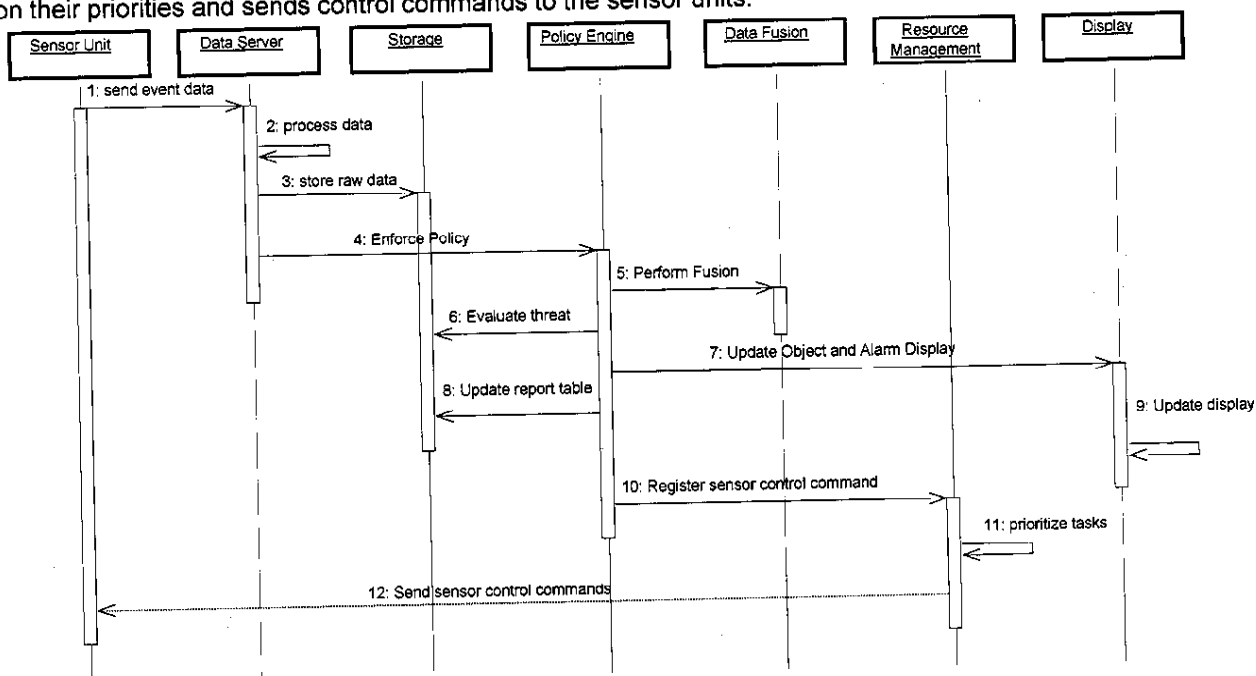 on their priorities and sends control commands to the sensor units.
Sensor Unit
Data Server
Storage
Policy Engine
Data Fusion
Resource
Management
Display
1: send event data
2: process data
3: store raw data
4: Enforce Policy
5: Perform Fusion
6: Evaluate threat
7: Update Object and Alarm Display
8: Update report table
9: Update display
10: Register sensor control command
11: prioritize tasks
12: Send sensor control commands